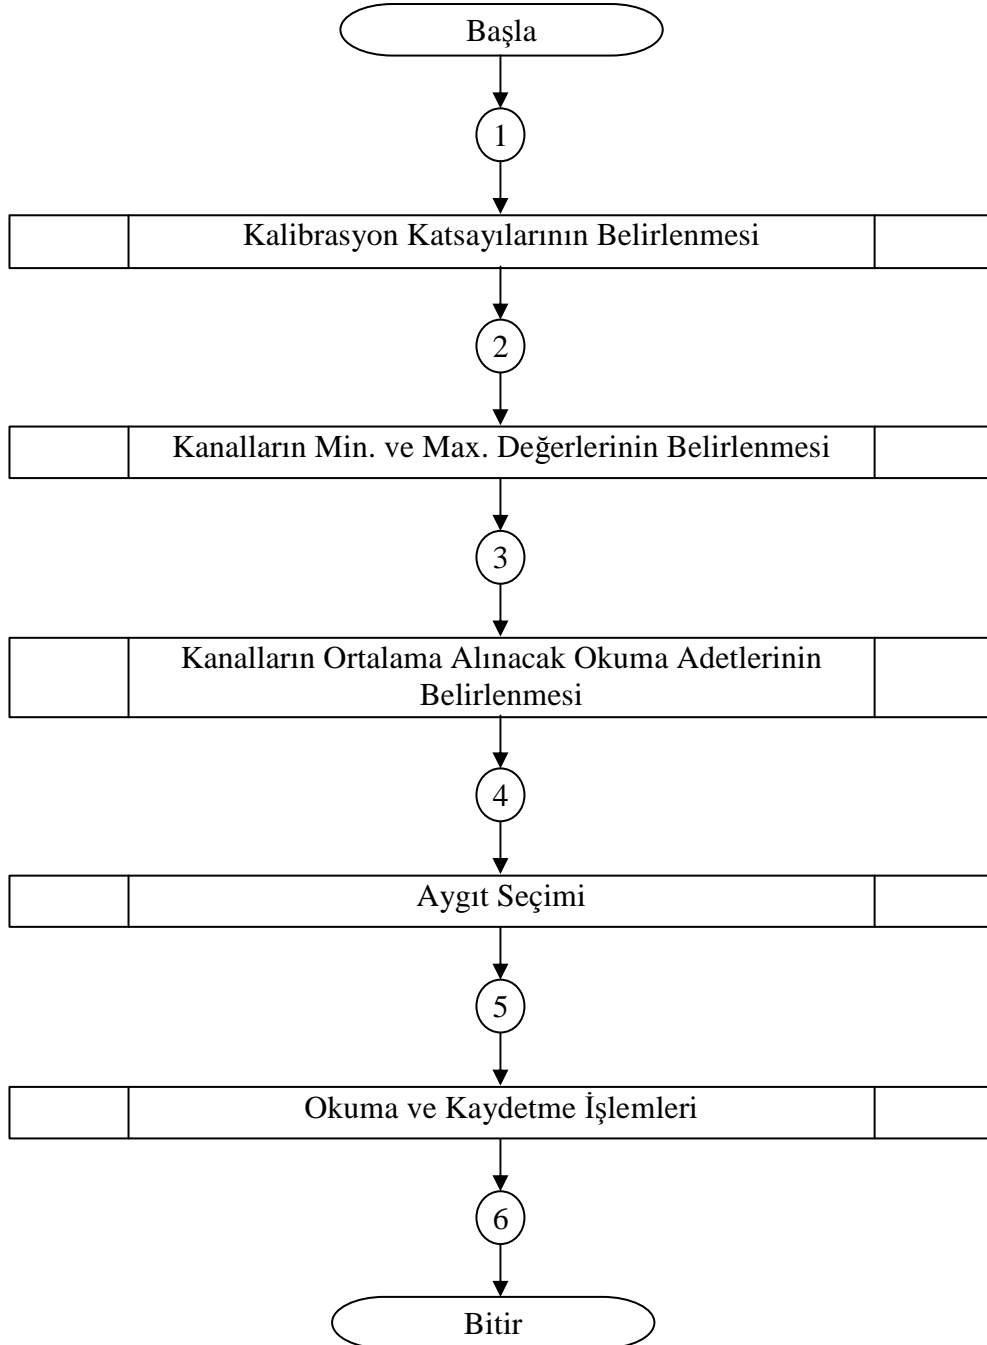 Başla
1
Kalibrasyon Katsayılarının Belirlenmesi
2
Kanalların Min. ve Max. Değerlerinin Belirlenmesi
3
Kanalların Ortalama Alınacak Okuma Adetlerinin
Belirlenmesi
4
Aygıt Seçimi
5
Okuma ve Kaydetme İşlemleri
6
Bitir